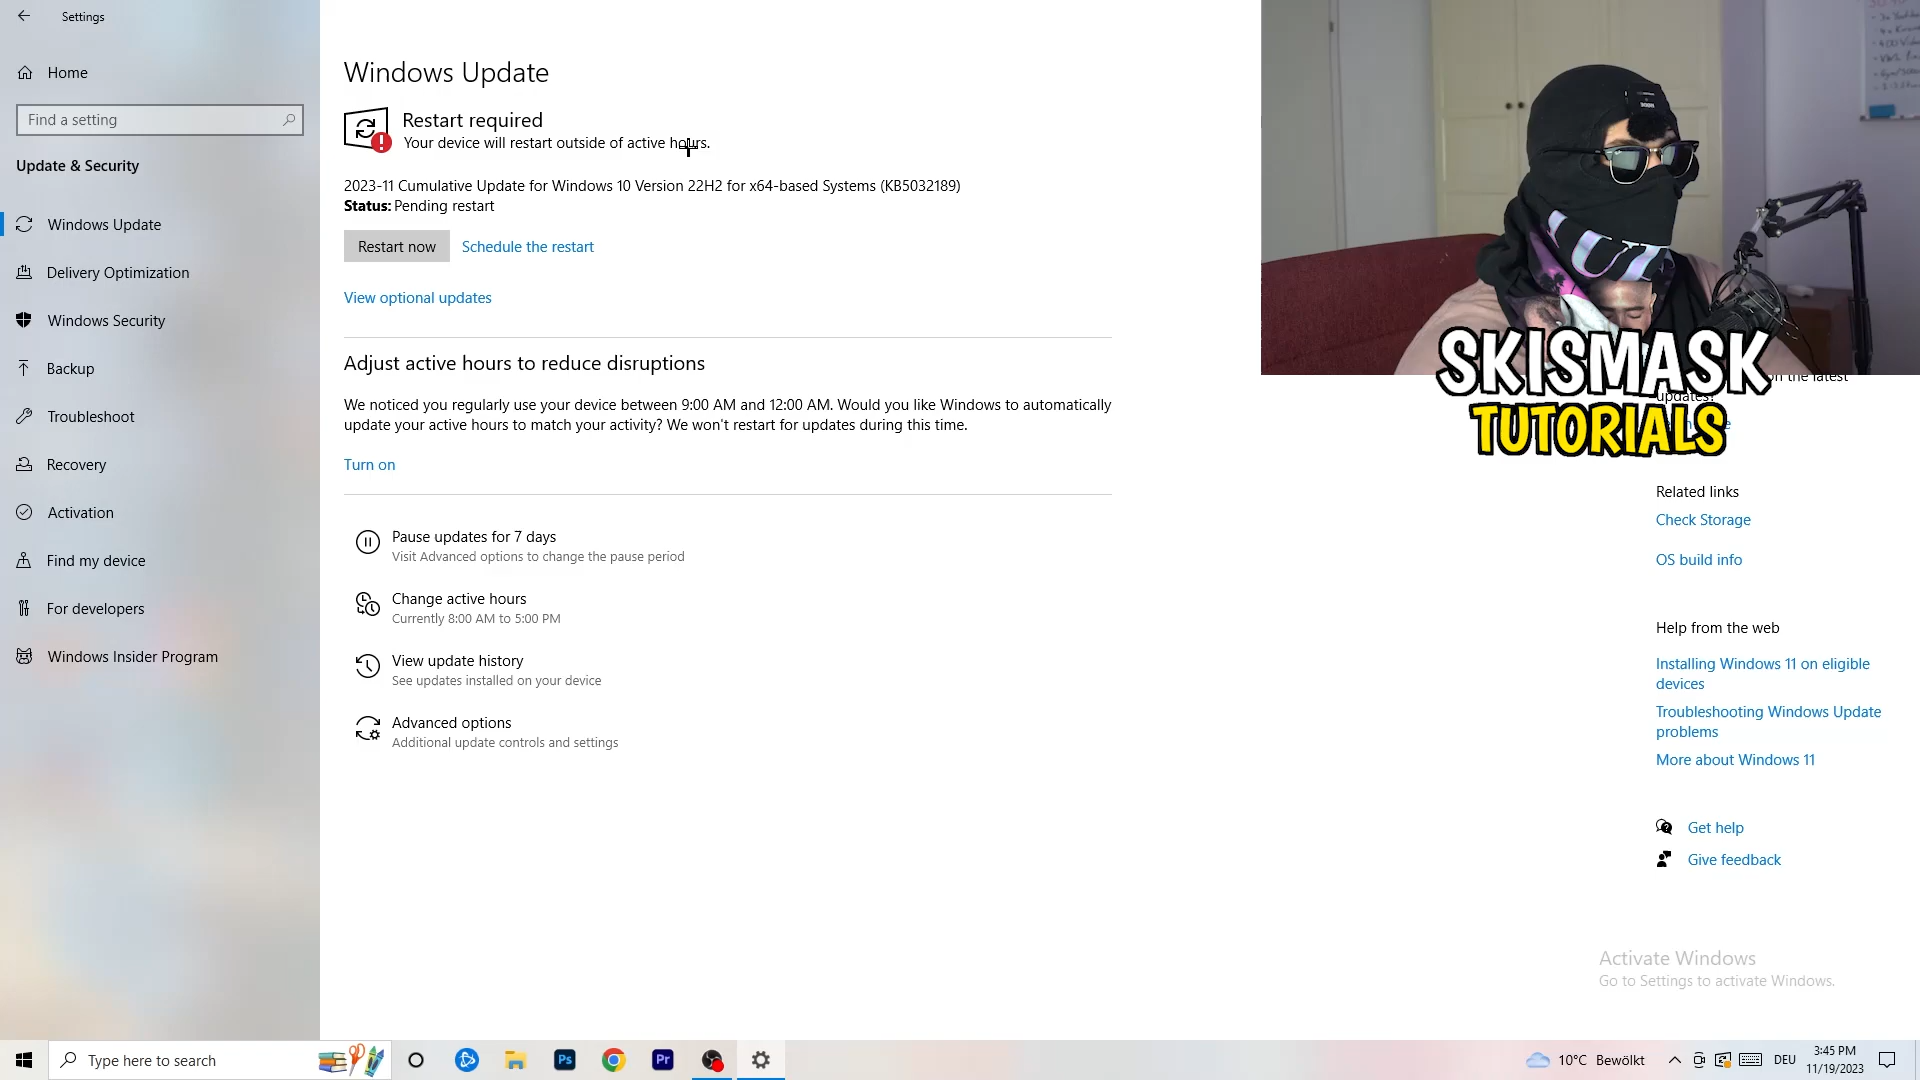 Settings
Home
Find a setting
Update & Security
Windows Update
Delivery Optimization
Windows Security
Backup
Troubleshoot
Recovery
Activation
Find my device
For developers
Windows Insider Program
Windows Update
Restart required
Your device will restart outside of active hours.
2023-11 Cumulative Update for Windows 10 Version 22H2 for x64-based Systems (KB5032189)
Status: Pending restart
Restart now Schedule the restart
View optional updates
Adjust active hours to reduce disruptions
We noticed you regularly use your device between 9:00 AM and 12:00 AM. Would you like Windows to automatically
update your active hours to match your activity? We won't restart for updates during this time.
Turn on
Pause updates for 7 days
Visit Advanced options to change the pause period
Change active hours
Currently 8:00 AM to 5:00 PM
View update history
See updates installed on your device
Advanced options
Additional update controls and settings
SKISMASK
TUTORIALS
on the latest
updates?
Related links
Check Storage
OS build info
Help from the web
Installing Windows 11 on eligible
devices
Troubleshooting Windows Update
problems
More about Windows 11
Get help
Give feedback
Activate Windows
Go to Settings to activate Windows.
Type here to search
Ps
Pr
10°C Bewölkt
DEU
3:45 PM
11/19/2023